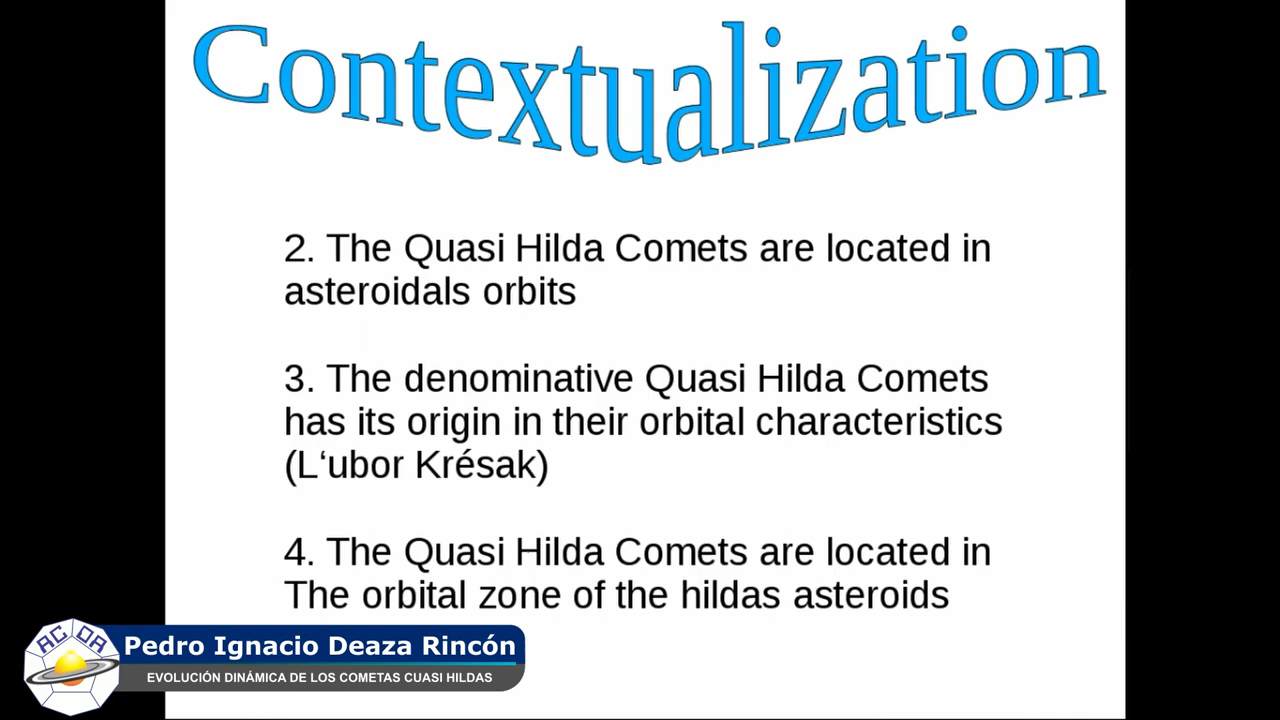 Contextualization
2. The Quasi Hilda Comets are located in
asteroidals orbits
3. The denominative Quasi Hilda Comets
has its origin in their orbital characteristics
(L‘ubor Krésak)
4. The Quasi Hilda Comets are located in
The orbital zone of the hildas asteroids
ACDA
Pedro Ignacio Deaza Rincón
EVOLUCIÓN DINÁMICA DE LOS COMETAS CUASI HILDAS